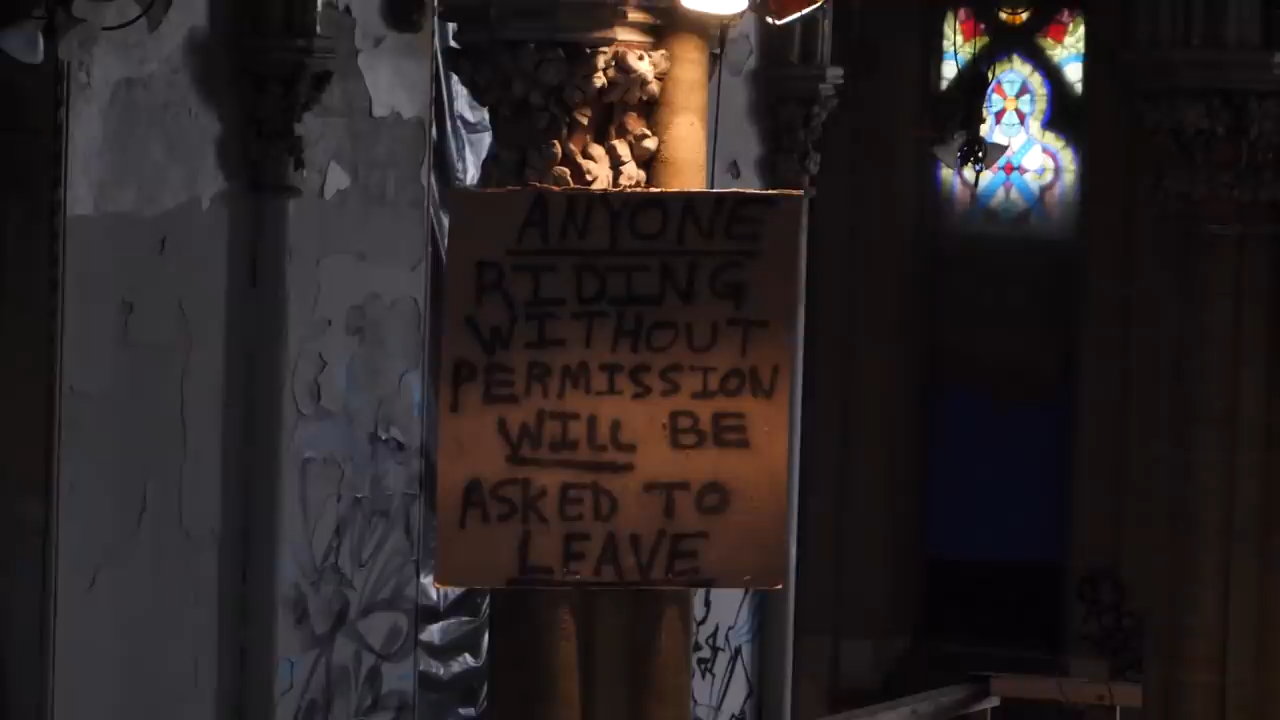 ANYONE
RIDING
WITHOUT
PERMISSION
WILL BE
ASKED TO
LEAVE